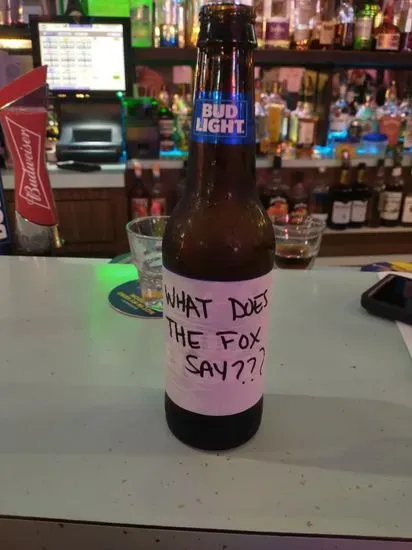 BUD
LIGHT
Budweiser
WHAT DOES
THE FOX
SAY???